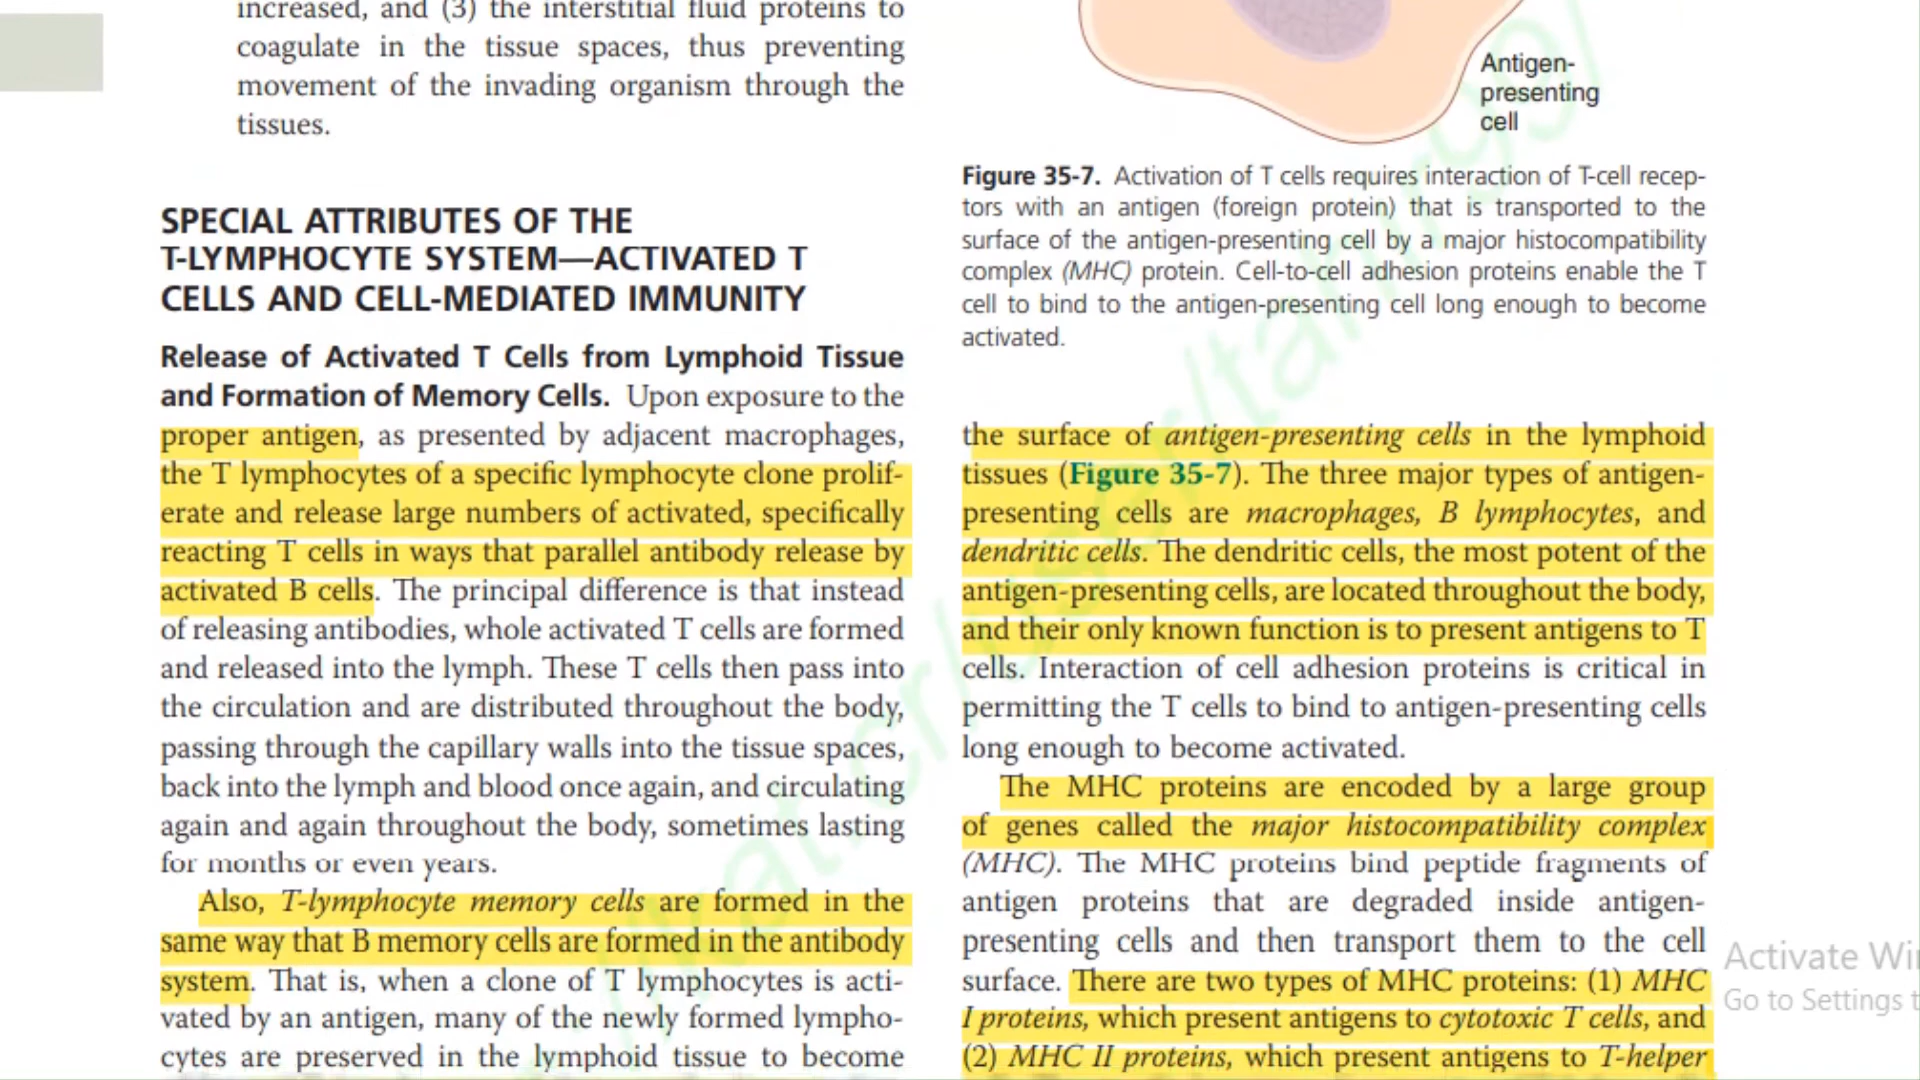 increased, and (3) the interstitial fluid proteins to
coagulate in the tissue spaces, thus preventing
movement of the invading organism through the
tissues.
SPECIAL ATTRIBUTES OF THE
T-LYMPHOCYTE SYSTEM—ACTIVATED T
CELLS AND CELL-MEDIATED IMMUNITY
Release of Activated T Cells from Lymphoid Tissue
and Formation of Memory Cells. Upon exposure to the
proper antigen, as presented by adjacent macrophages,
the T lymphocytes of a specific lymphocyte clone prolif-
erate and release large numbers of activated, specifically
reacting T cells in ways that parallel antibody release by
activated B cells. The principal difference is that instead
of releasing antibodies, whole activated T cells are formed
and released into the lymph. These T cells then pass into
the circulation and are distributed throughout the body,
passing through the capillary walls into the tissue spaces,
back into the lymph and blood once again, and circulating
again and again throughout the body, sometimes lasting
for months or even years.
Also, T-lymphocyte memory cells are formed in the
same way that B memory cells are formed in the antibody
system. That is, when a clone of T lymphocytes is acti-
vated by an antigen, many of the newly formed lympho-
cytes are preserved in the lymphoid tissue to become
Antigen-
presenting
cell
Figure 35-7. Activation of T cells requires interaction of T-cell recep-
tors with an antigen (foreign protein) that is transported to the
surface of the antigen-presenting cell by a major histocompatibility
complex (MHC) protein. Cell-to-cell adhesion proteins enable the T
cell to bind to the antigen-presenting cell long enough to become
activated.
the surface of antigen-presenting cells in the lymphoid
tissues (Figure 35-7). The three major types of antigen-
presenting cells are macrophages, B lymphocytes, and
dendritic cells. The dendritic cells, the most potent of the
antigen-presenting cells, are located throughout the body,
and their only known function is to present antigens to T
cells. Interaction of cell adhesion proteins is critical in
permitting the T cells to bind to antigen-presenting cells
long enough to become activated.
The MHC proteins are encoded by a large group
of genes called the major histocompatibility complex
(MHC). The MHC proteins bind peptide fragments of
antigen proteins that are degraded inside antigen-
presenting cells and then transport them to the cell
surface. There are two types of MHC proteins: (1) MHC
I proteins, which present antigens to cytotoxic T cells, and
(2) MHC II proteins, which present antigens to T-helper
Activate Wi
Go to Settings t